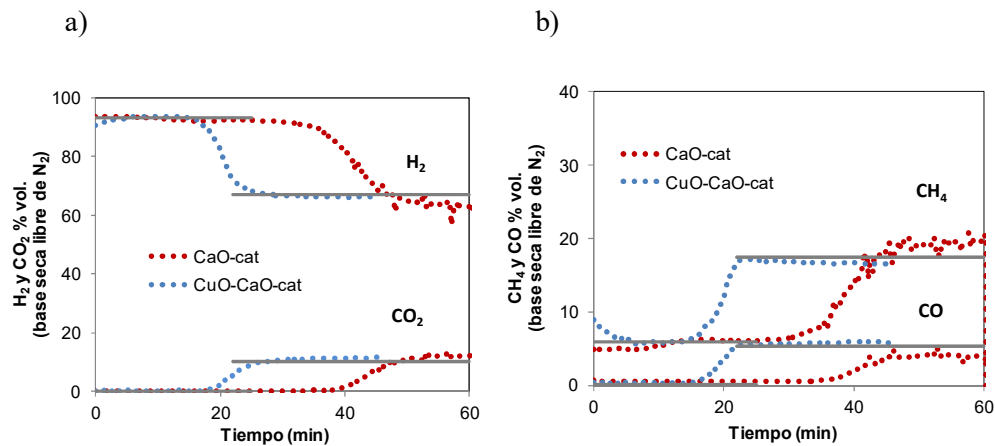 a)
b)
H2 y CO2 % vol.
(base seca libre de N2)
100
80
60
40
20
0
H2
CaO-cat
CuO-CaO-cat
CO2
0 20 40 60
Tiempo (min)
CH4 y CO % vol.
(base seca libre de N2)
40
30
20
10
0
CaO-cat
CuO-CaO-cat
CH4
CO
0 20 40 60
Tiempo (min)